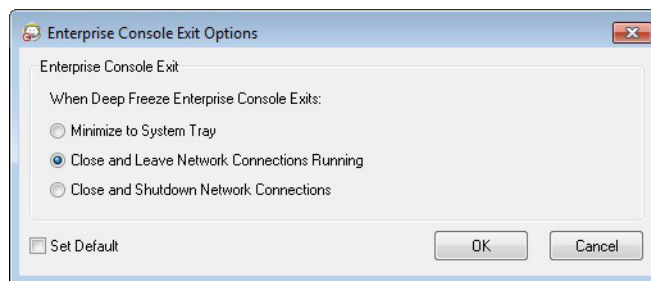 Enterprise Console Exit Options
Enterprise Console Exit
When Deep Freeze Enterprise Console Exits:
Minimize to System Tray
Close and Leave Network Connections Running
Close and Shutdown Network Connections
Set Default
OK
Cancel